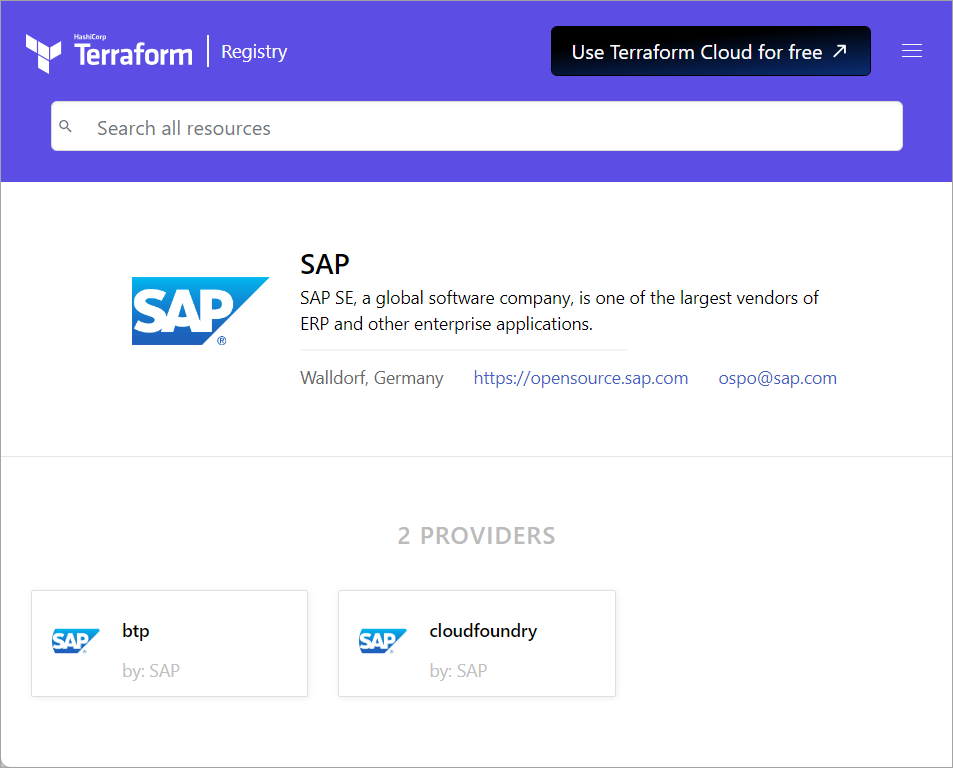 HashiCorp
Terraform
Registry
Use Terraform Cloud for free
Search all resources
SAP
SAP
®
SAP SE, a global software company, is one of the largest vendors of
ERP and other enterprise applications.
Walldorf, Germany
https://opensource.sap.com
ospo@sap.com
2 PROVIDERS
SAP
btp
by: SAP
SAP
cloudfoundry
by: SAP